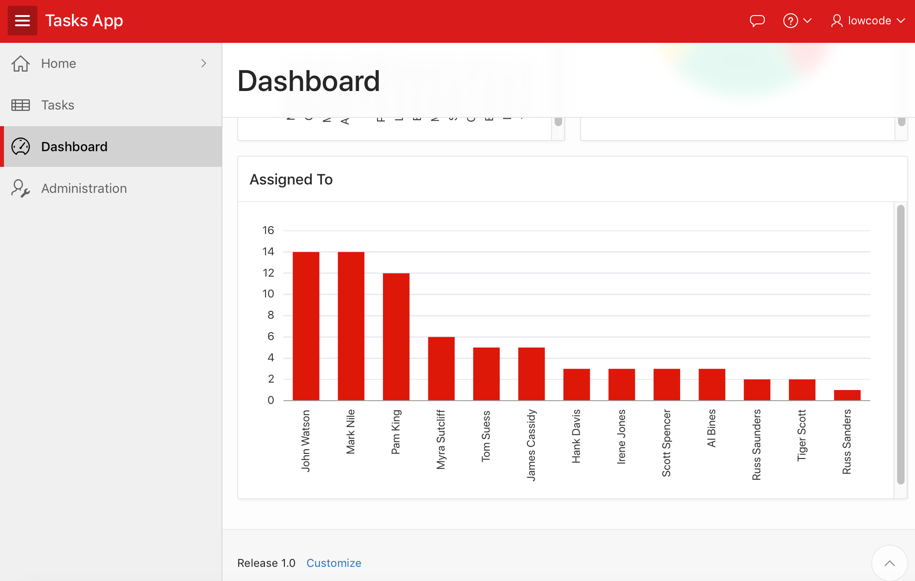 Tasks App
lowcode
Home
Tasks
Dashboard
Administration
Dashboard
Assigned To
16
14
12
10
8
6
4
2
0
John Watson
Mark Nile
Pam King
Myra Sutcliff
Tom Suess
James Cassidy
Hank Davis
Irene Jones
Scott Spencer
Al Bines
Russ Saunders
Tiger Scott
Russ Sanders
Release 1.0 Customize